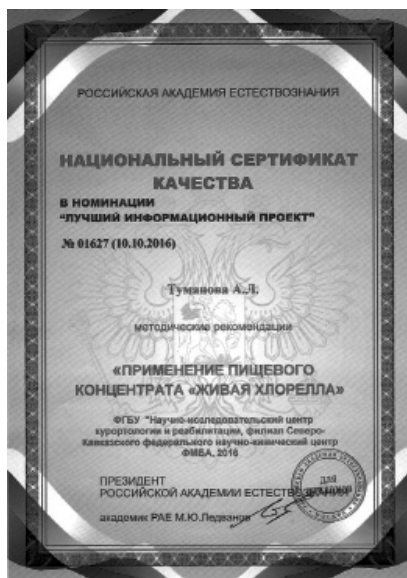 РОССИЙСКАЯ АКАДЕМИЯ ЕСТЕСТВОЗНАНИЯ
НАЦИОНАЛЬНЫЙ СЕРТИФИКАТ
КАЧЕСТВА
В НОМИНАЦИИ
"ЛУЧШИЙ ИНФОРМАЦИОННЫЙ ПРОЕКТ"
№ 01627 (10.10.2016)
Туманова А.Л.
методические рекомендации
«ПРИМЕНЕНИЕ ПИЩЕВОГО
КОНЦЕНТРАТА «ЖИВАЯ ХЛОРЕЛЛА»
ФГБУ "Научно-исследовательский центр
курортологии и реабилитации, филиал Северо-
Кавказского федерального научно-клинический центр
ФМБА, 2016
ПРЕЗИДЕНТ
РОССИЙСКОЙ АКАДЕМИИ ЕСТЕСТВОЗНАНИЯ
академик РАЕ М.Ю.Ледванов
ДЛЯ